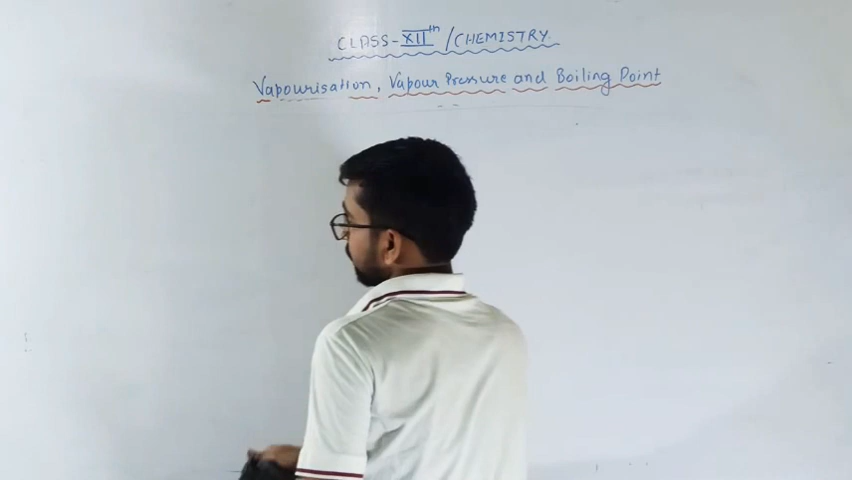 CLASS-XIIth/CHEMISTRY.
Vapourisation, Vapour Pressure and Boiling Point